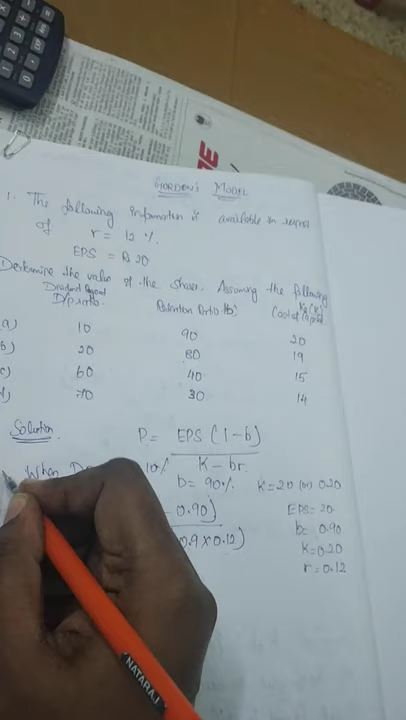 GORDON'S MODEL
1. The following information is available in respect
of r = 12 %.
EPS = Rs 20
Determine the value of the shares. Assuming the following
D/p ratio Retention Ratio (b) Cost of Capital
a) 10 90 20
b) 20 80 19
c) 60 40 15
d) 70 30 14
Solution.
P = EPS (1-b)
K - br
When D 10%
b = 90%. K = 20 (or) 0.20
- 0.90) EPS = 20
0.9 x 0.12) b = 0.90
K = 0.20
r = 0.12
NATARAJ